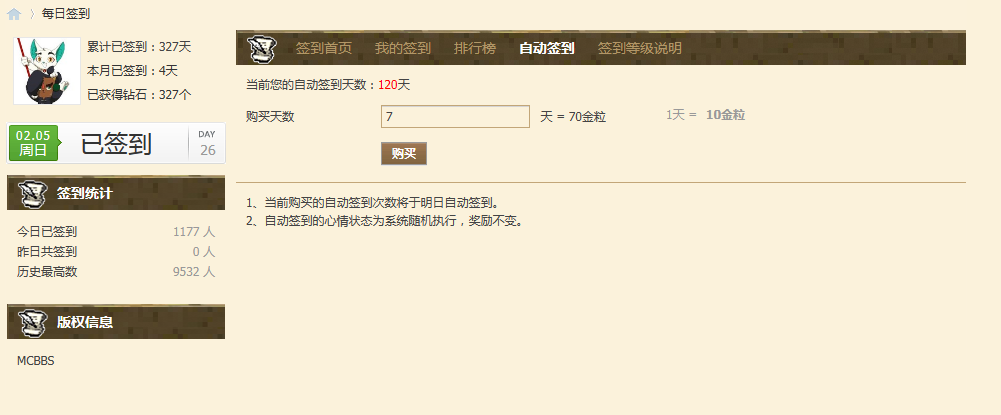 每日签到
累计已签到：327天
本月已签到：4天
已获得钻石：327个
02.05
周日
已签到
DAY
26
签到统计
今日已签到 1177 人
昨日共签到 0 人
历史最高数 9532 人
版权信息
MCBBS
签到首页 我的签到 排行榜 自动签到 签到等级说明
当前您的自动签到天数：120天
购买天数 7 天 = 70金粒 1天 = 10金粒
购买
1、当前购买的自动签到次数将于明日自动签到。
2、自动签到的心情状态为系统随机执行，奖励不变。